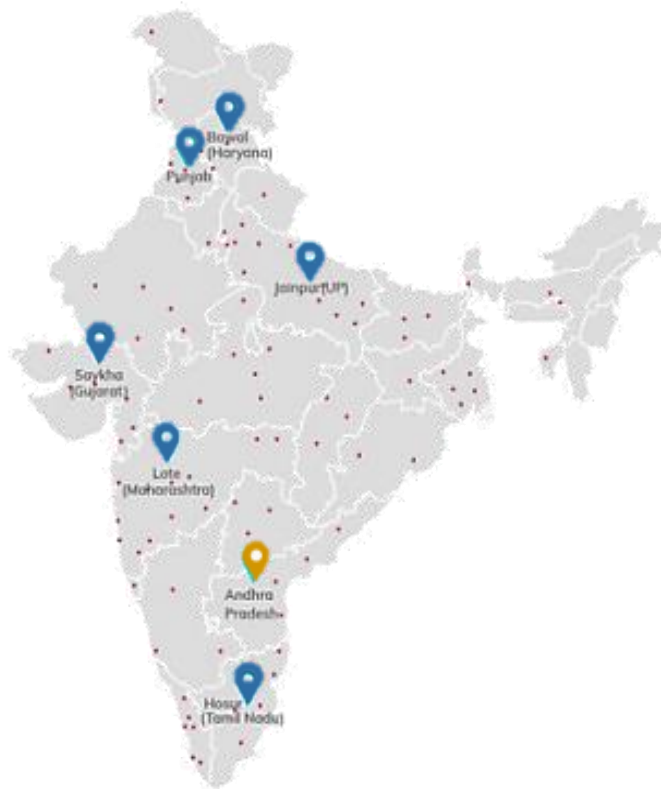 Bawal
(Haryana)
Punjab
Jainpur(UP)
Saykha
(Gujarat)
Lote
(Maharashtra)
Andhra
Pradesh
Hosur
(Tamil Nadu)